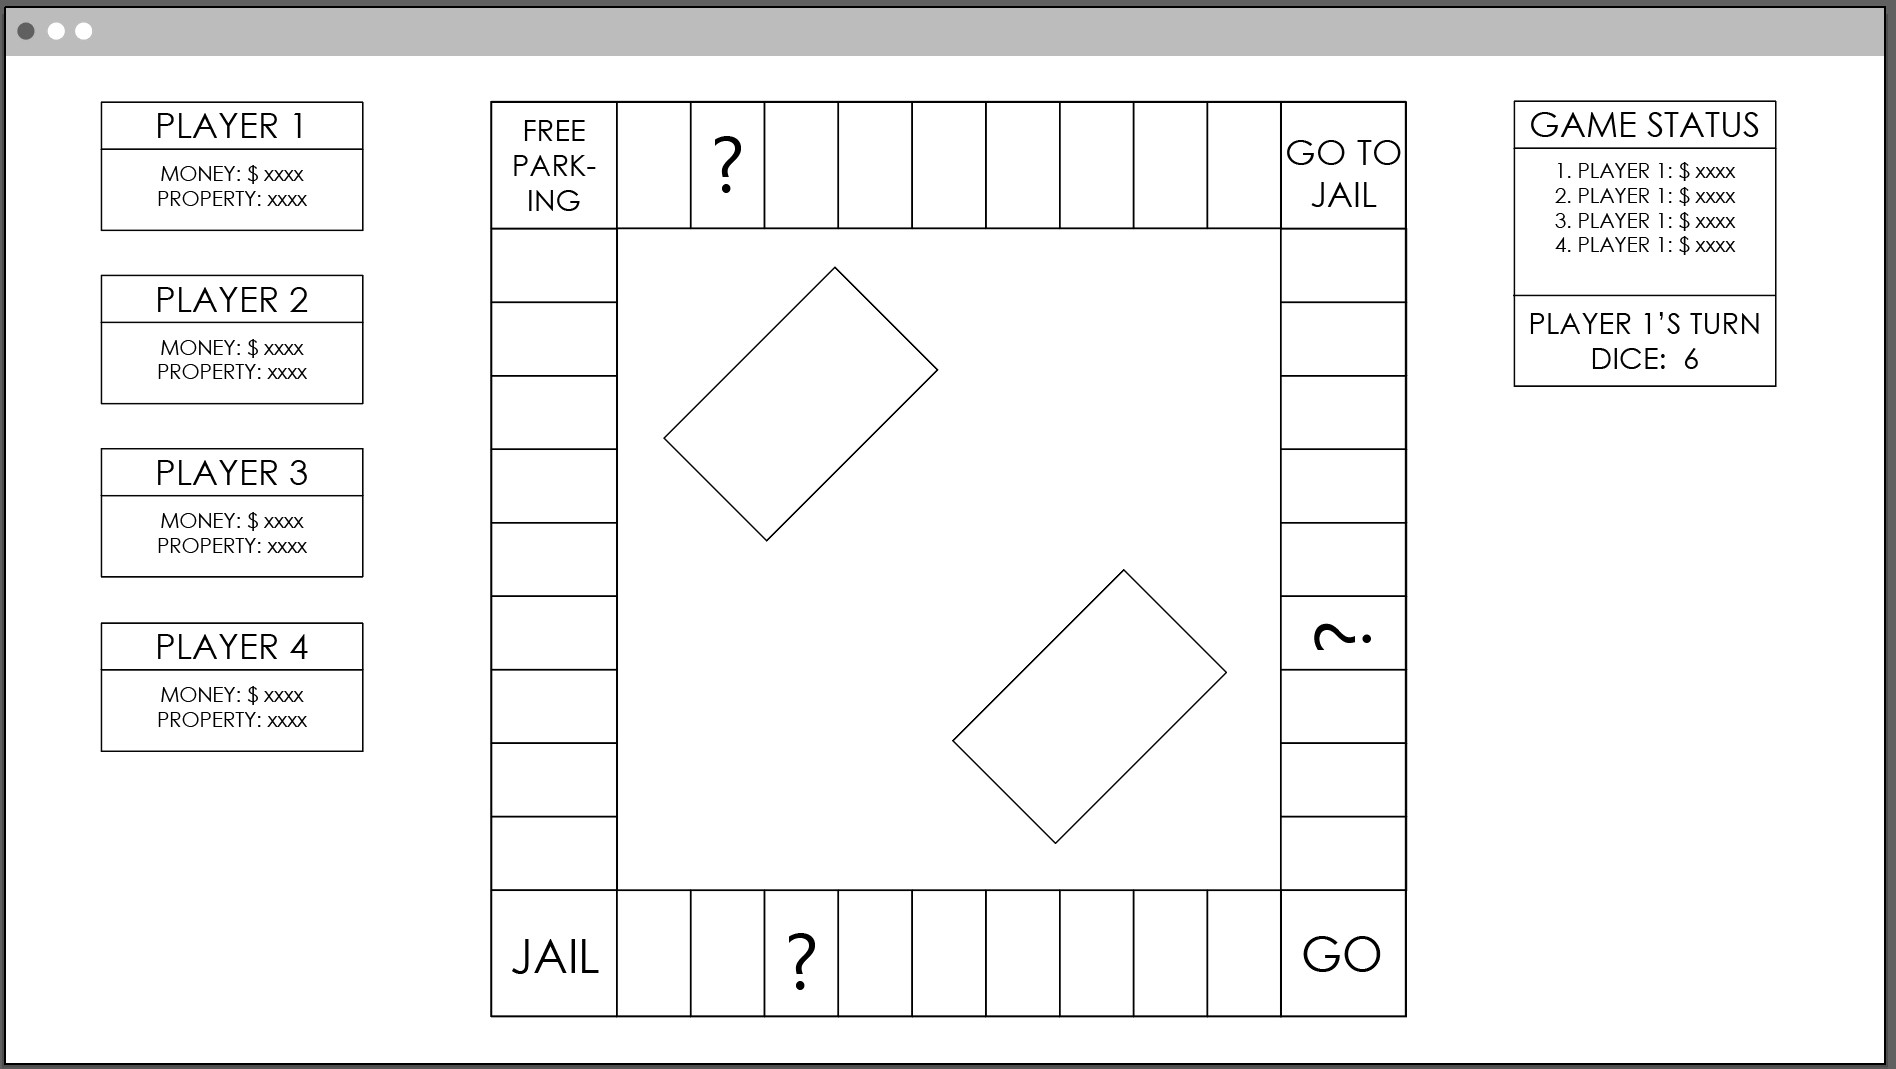 PLAYER 1
MONEY: $ xxxx
PROPERTY: xxxx
PLAYER 2
MONEY: $ xxxx
PROPERTY: xxxx
PLAYER 3
MONEY: $ xxxx
PROPERTY: xxxx
PLAYER 4
MONEY: $ xxxx
PROPERTY: xxxx
FREE
PARK-
ING
?
GO TO
JAIL
?
JAIL
?
GO
GAME STATUS
1. PLAYER 1: $ xxxx
2. PLAYER 1: $ xxxx
3. PLAYER 1: $ xxxx
4. PLAYER 1: $ xxxx
PLAYER 1’S TURN
DICE: 6